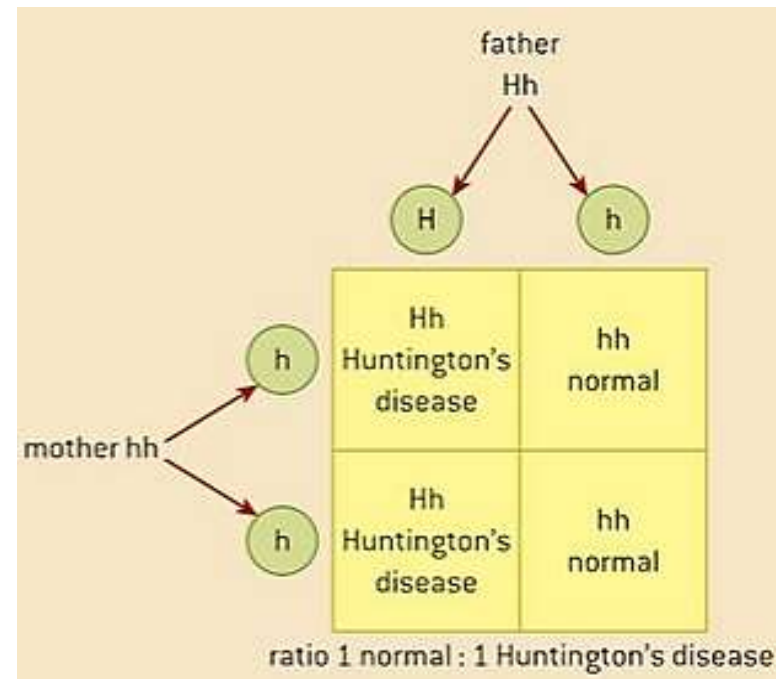 father
Hh
H
h
h
Hh
Huntington's
disease
hh
normal
mother hh
h
Hh
Huntington's
disease
hh
normal
ratio 1 normal : 1 Huntington's disease